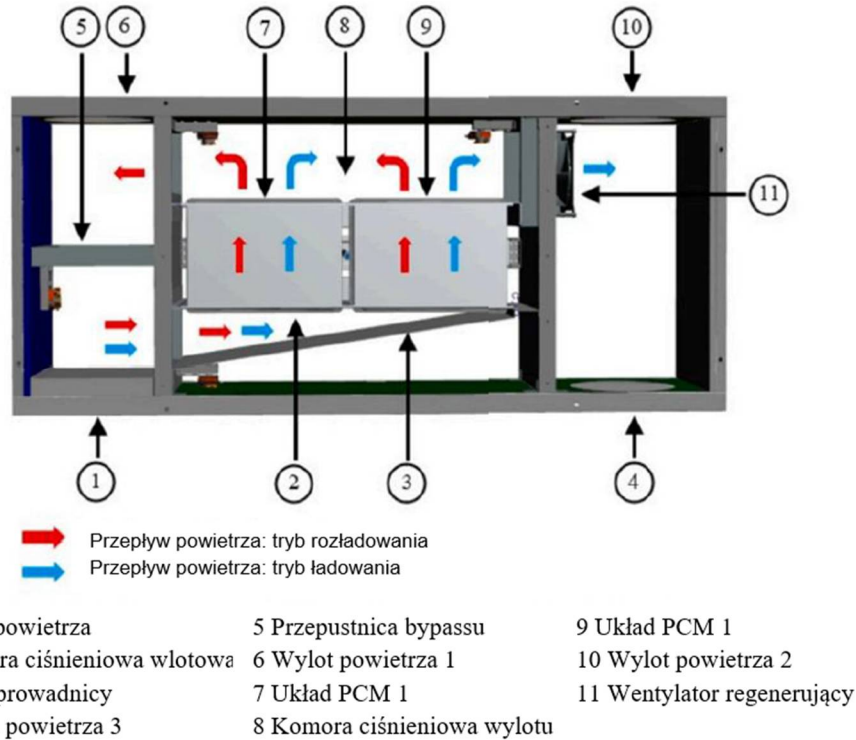 5 6 7 8 9 10
11
1 2 3 4
Przepływ powietrza: tryb rozładowania
Przepływ powietrza: tryb ładowania
powietrza 5 Przepustnica bypassu 9 Układ PCM 1
ra ciśnieniowa wlotowa 6 Wylot powietrza 1 10 Wylot powietrza 2
prowadnicy 7 Układ PCM 1 11 Wentylator regenerujący
powietrza 3 8 Komora ciśnieniowa wylotu